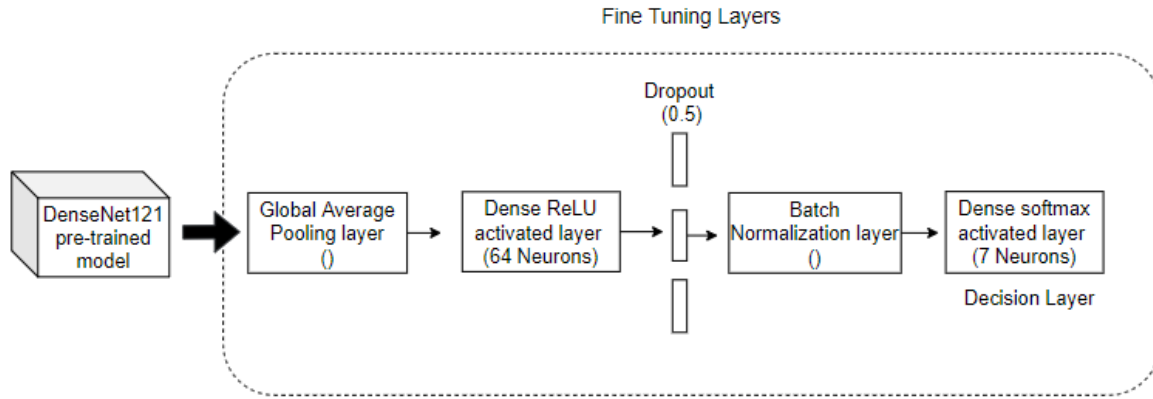 Fine Tuning Layers
Dropout
(0.5)
DenseNet121
pre-trained
model
Global Average
Pooling layer
()
Dense ReLU
activated layer
(64 Neurons)
Batch
Normalization layer
()
Dense softmax
activated layer
(7 Neurons)
Decision Layer